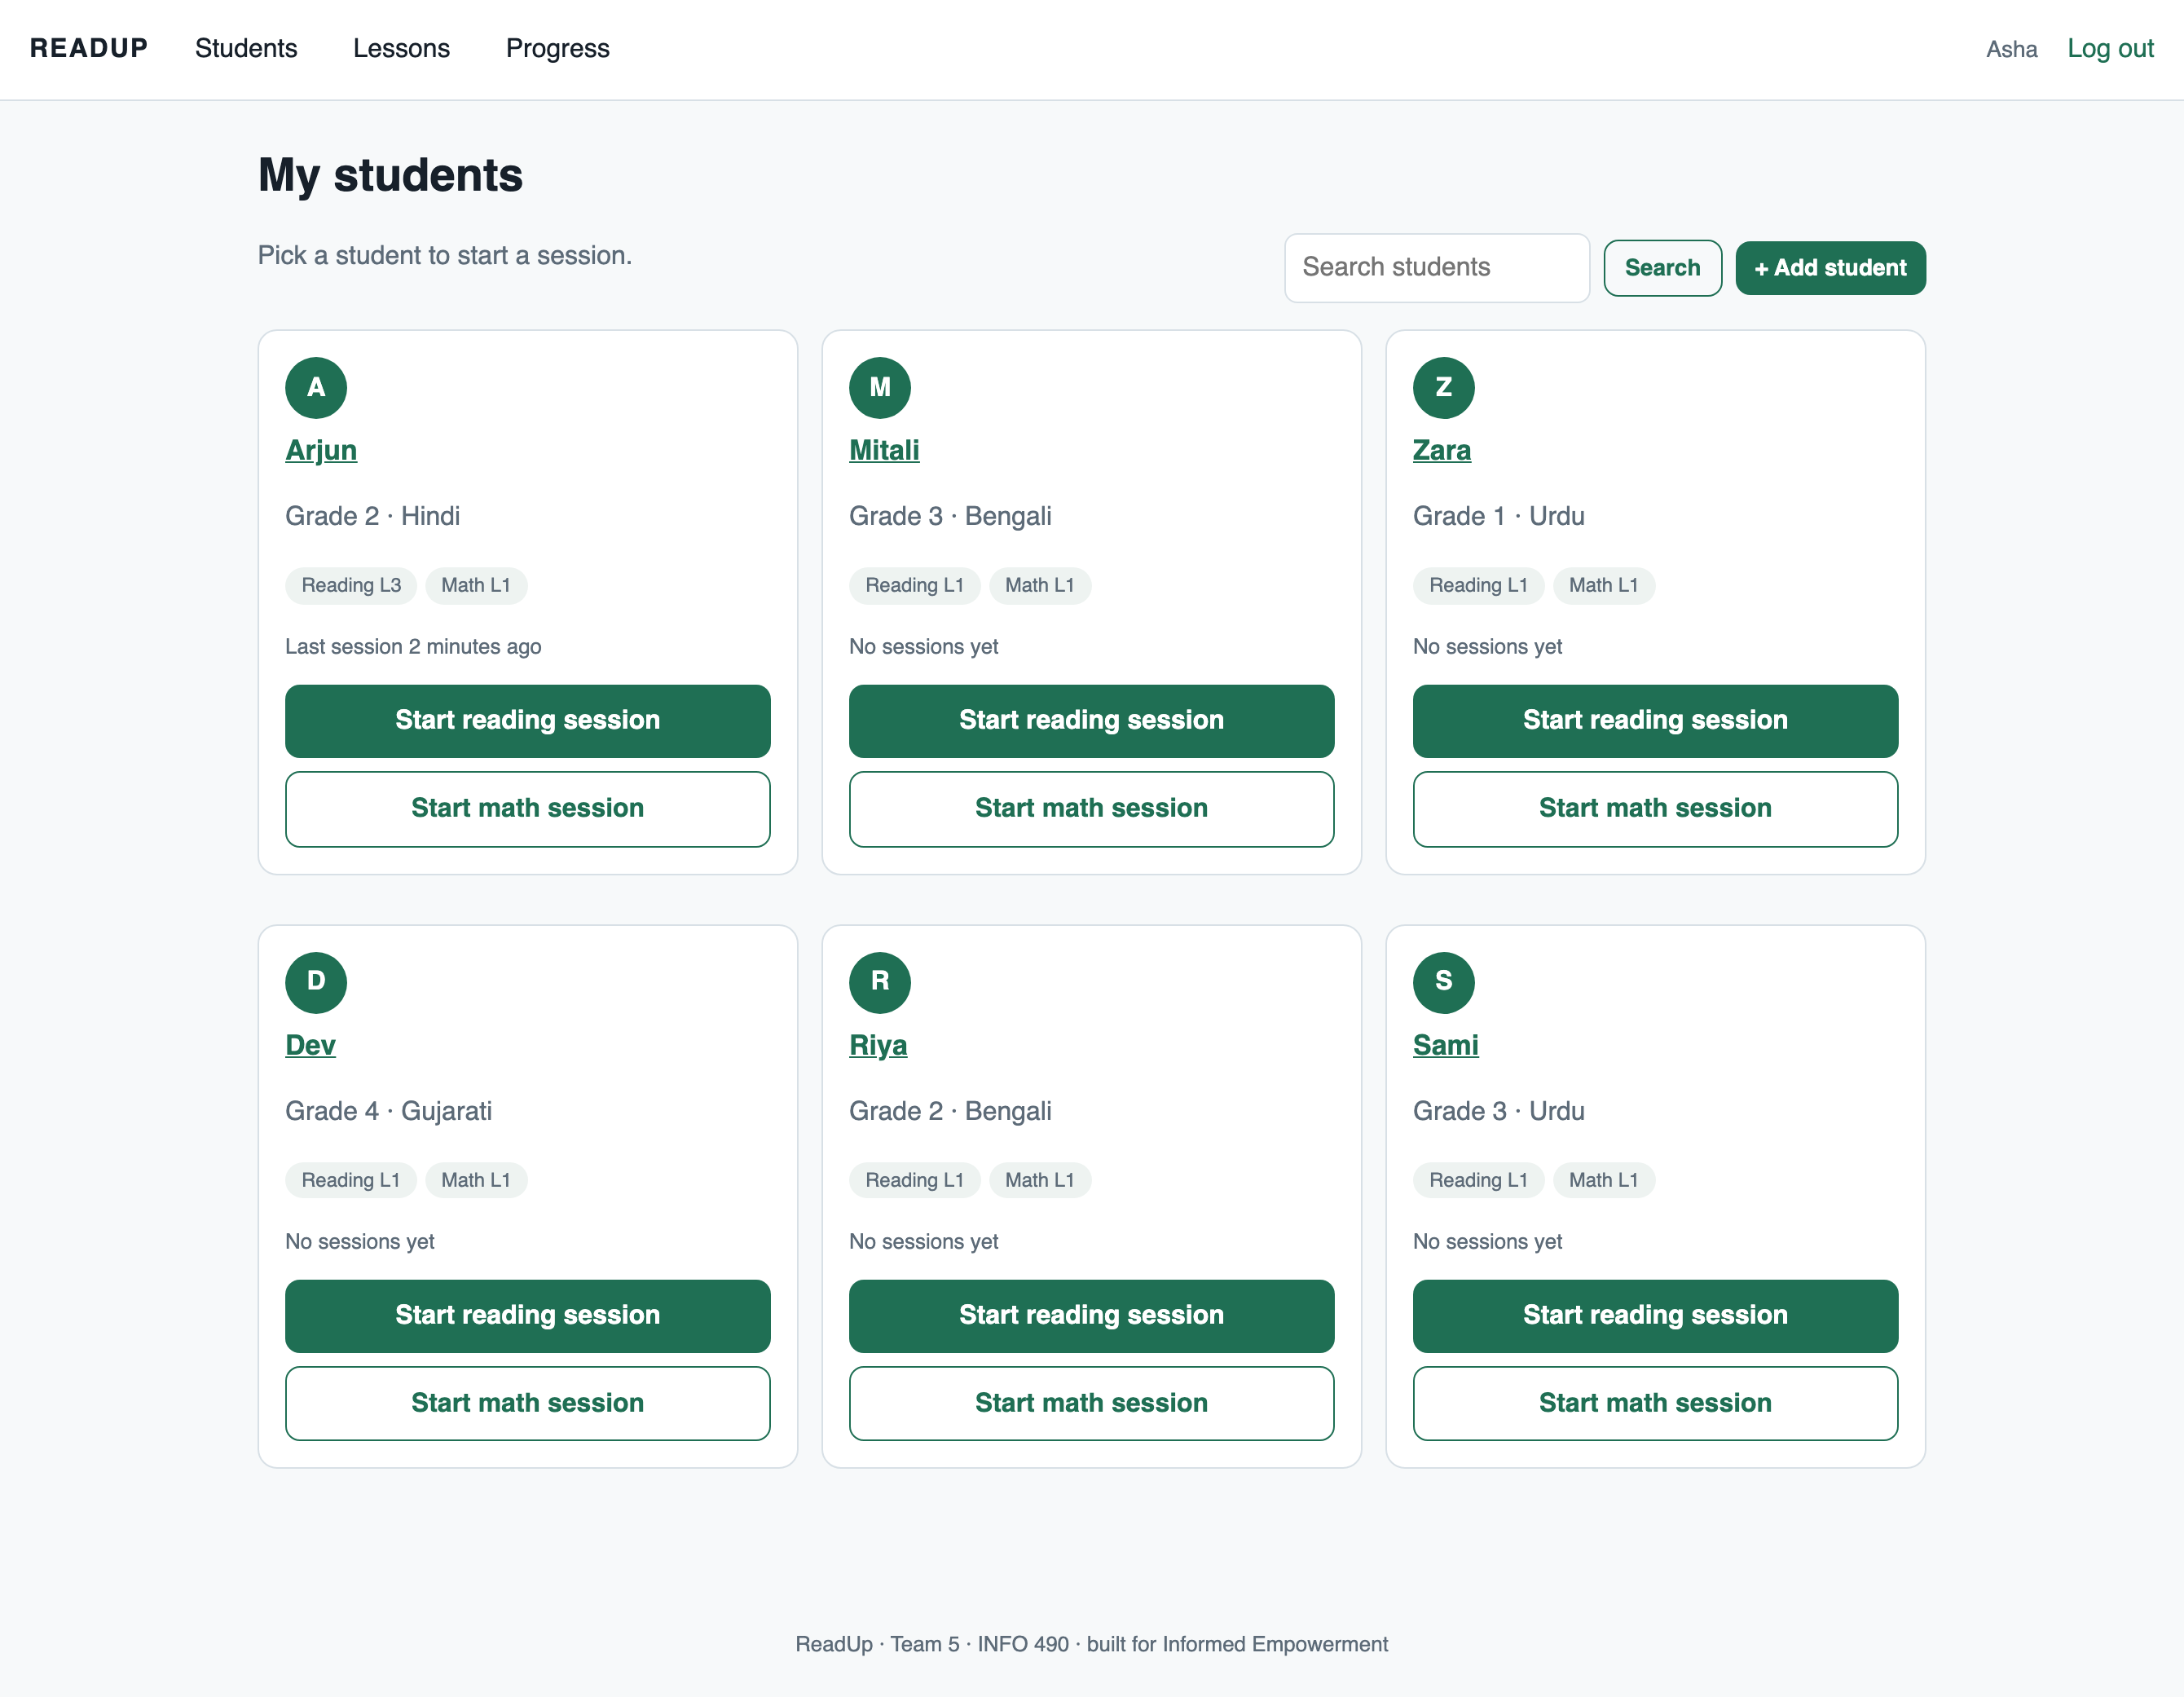 READUP Students Lessons Progress Asha Log out
My students
Pick a student to start a session.
Search students Search + Add student
A
Arjun
Grade 2 · Hindi
Reading L3 Math L1
Last session 2 minutes ago
Start reading session
Start math session
M
Mitali
Grade 3 · Bengali
Reading L1 Math L1
No sessions yet
Start reading session
Start math session
Z
Zara
Grade 1 · Urdu
Reading L1 Math L1
No sessions yet
Start reading session
Start math session
D
Dev
Grade 4 · Gujarati
Reading L1 Math L1
No sessions yet
Start reading session
Start math session
R
Riya
Grade 2 · Bengali
Reading L1 Math L1
No sessions yet
Start reading session
Start math session
S
Sami
Grade 3 · Urdu
Reading L1 Math L1
No sessions yet
Start reading session
Start math session
ReadUp · Team 5 · INFO 490 · built for Informed Empowerment